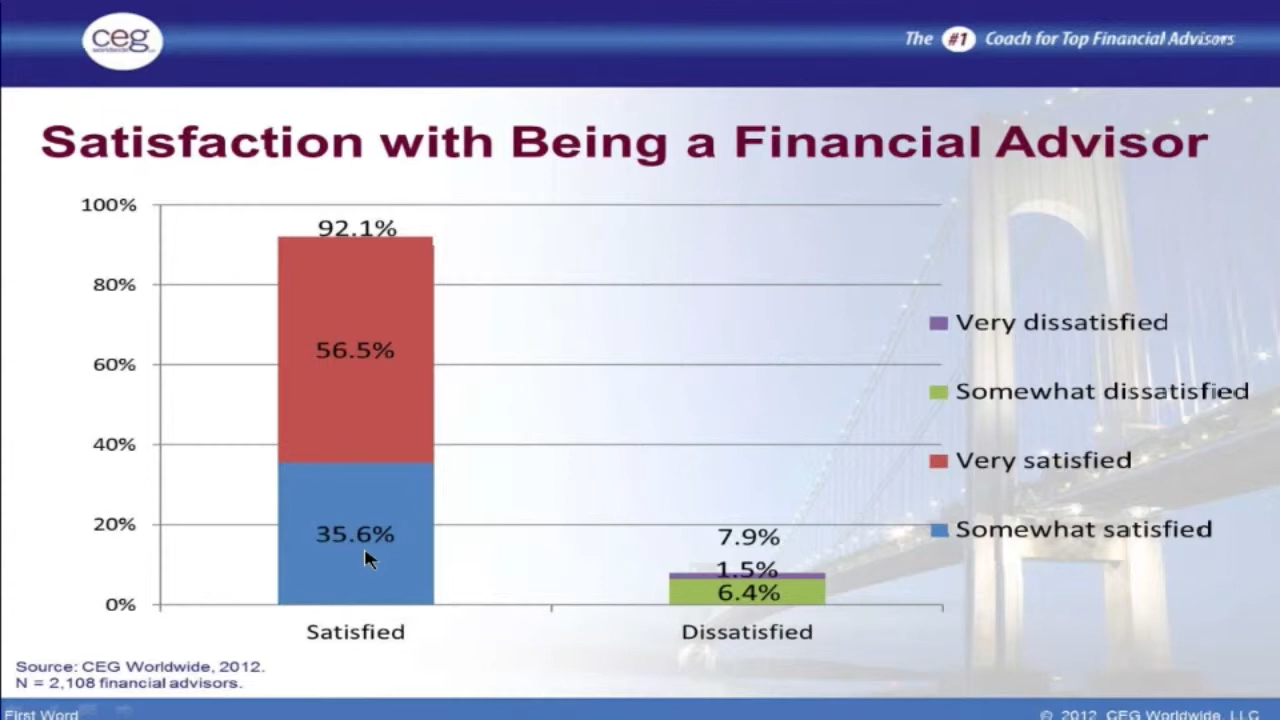 ceg
worldwide
The #1 Coach for Top Financial Advisors
Satisfaction with Being a Financial Advisor
100%
80%
60%
40%
20%
0%
92.1%
56.5%
35.6%
7.9%
1.5%
6.4%
Satisfied
Dissatisfied
Very dissatisfied
Somewhat dissatisfied
Very satisfied
Somewhat satisfied
Source: CEG Worldwide, 2012.
N = 2,108 financial advisors.
First Word
© 2012 CEG Worldwide, LLC